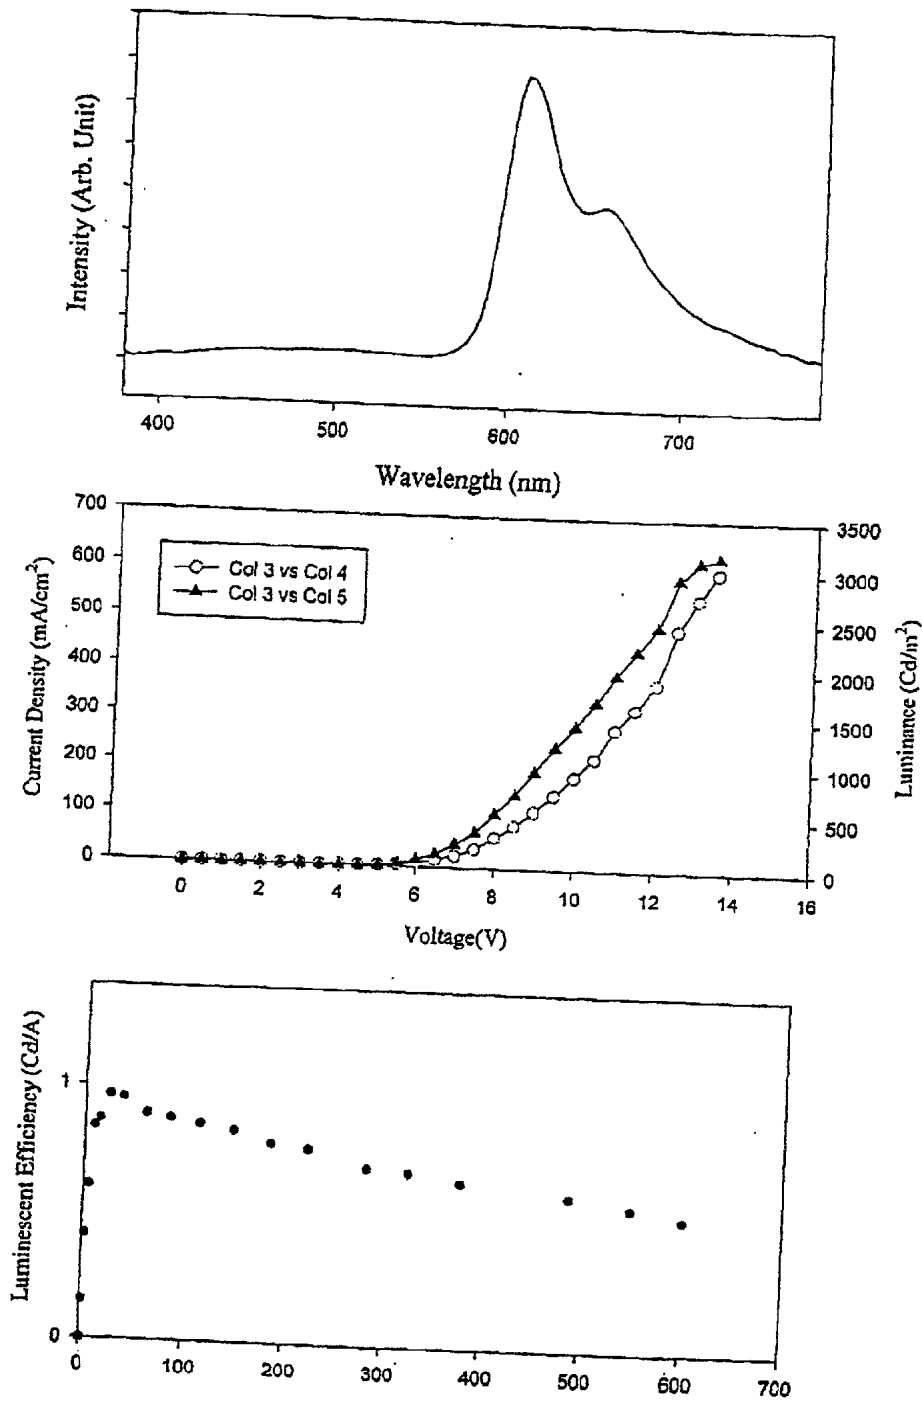 Intensity (Arb. Unit)
400 500 600 700
Wavelength (nm)
700
600
500
400
300
200
100
0
Current Density (mA/cm²)
Col 3 vs Col 4
Col 3 vs Col 5
3500
3000
2500
2000
1500
1000
500
0
Luminance (Cd/m²)
0 2 4 6 8 10 12 14 16
Voltage(V)
Luminescent Efficiency (Cd/A)
1
0
0 100 200 300 400 500 600 700